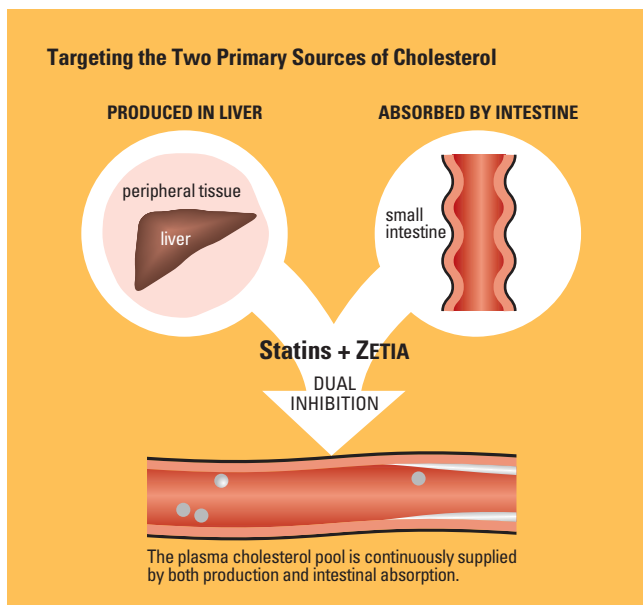 Targeting the Two Primary Sources of Cholesterol
PRODUCED IN LIVER
ABSORBED BY INTESTINE
peripheral tissue
liver
small
intestine
Statins + ZETIA
DUAL
INHIBITION
The plasma cholesterol pool is continuously supplied
by both production and intestinal absorption.